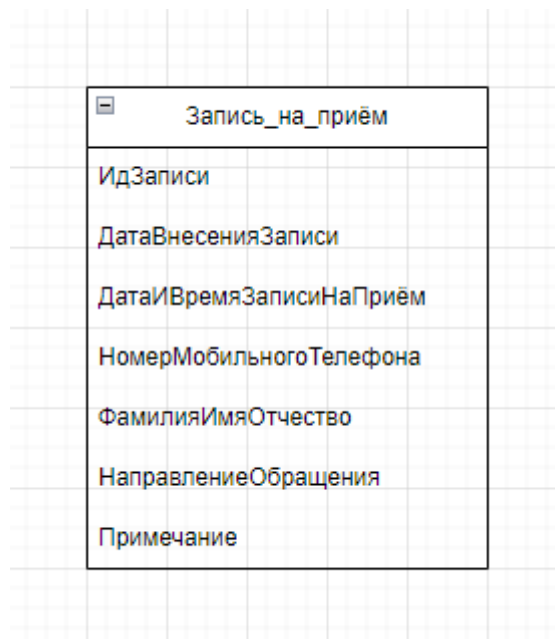 Запись_на_приём
ИдЗаписи
ДатаВнесенияЗаписи
ДатаИВремяЗаписиНаПриём
НомерМобильногоТелефона
ФамилияИмяОтчество
НаправлениеОбращения
Примечание